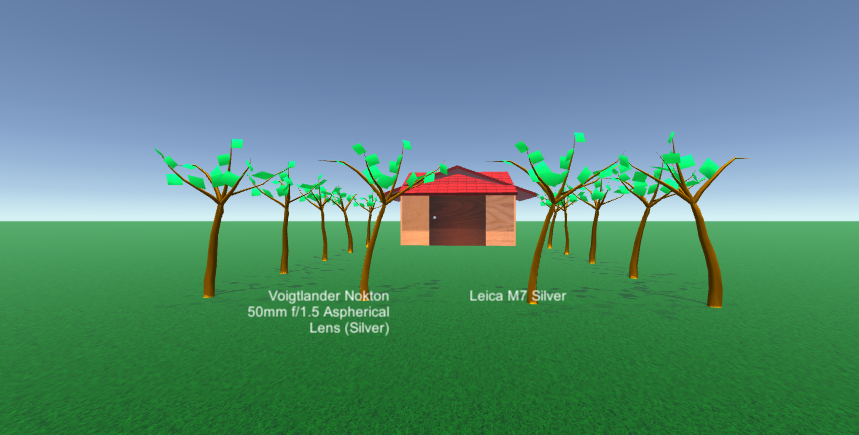 Voigtlander Nokton
50mm f/1.5 Aspherical
Lens (Silver)
Leica M7 Silver